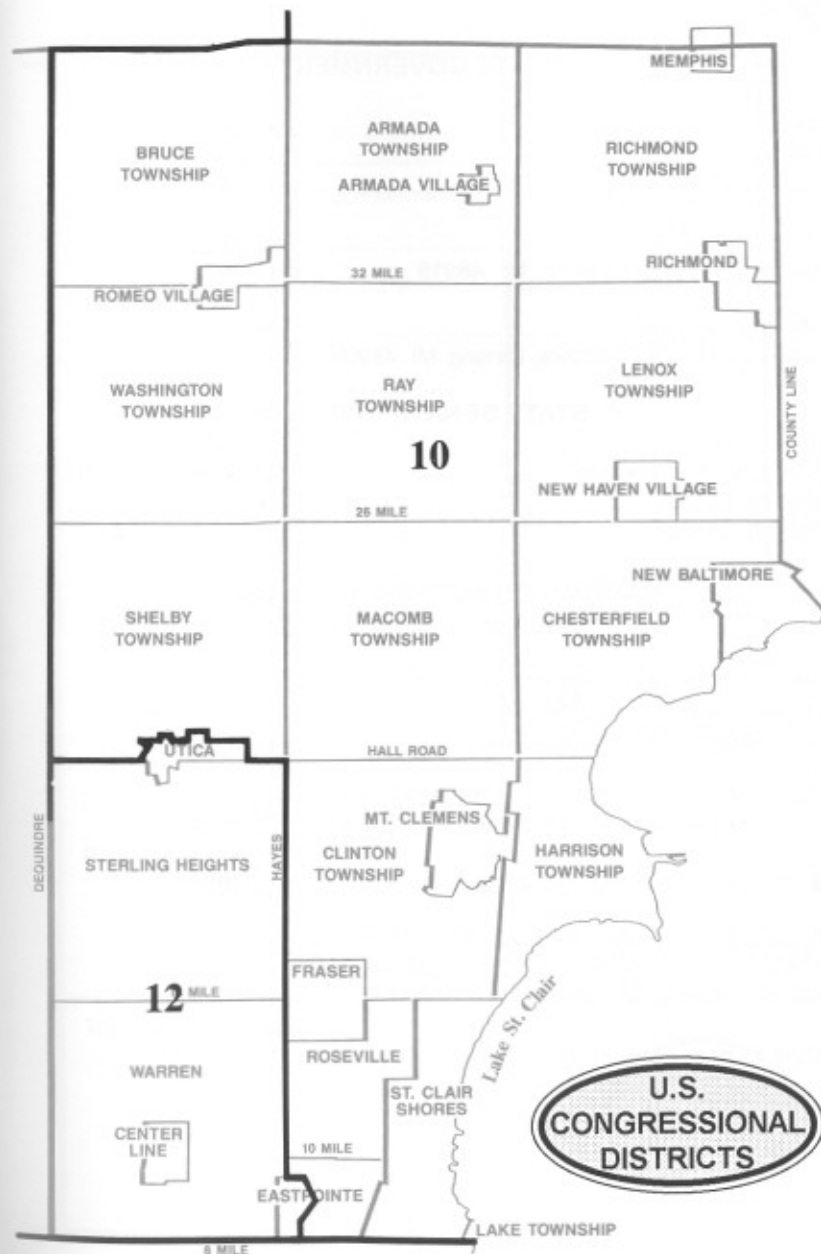 MEMPHIS
ARMADA
TOWNSHIP
BRUCE
TOWNSHIP
RICHMOND
TOWNSHIP
ARMADA VILLAGE
RICHMOND
32 MILE
ROMEO VILLAGE
WASHINGTON
TOWNSHIP
RAY
TOWNSHIP
LENOX
TOWNSHIP
COUNTY LINE
10
NEW HAVEN VILLAGE
26 MILE
NEW BALTIMORE
SHELBY
TOWNSHIP
MACOMB
TOWNSHIP
CHESTERFIELD
TOWNSHIP
UTICA
HALL ROAD
MT. CLEMENS
DEQUINDRE
STERLING HEIGHTS
HAYES
CLINTON
TOWNSHIP
HARRISON
TOWNSHIP
FRASER
12
MILE
Lake St. Clair
WARREN
ROSEVILLE
ST. CLAIR
SHORES
CENTER
LINE
10 MILE
EASTPOINTE
U.S.
CONGRESSIONAL
DISTRICTS
LAKE TOWNSHIP
8 MILE